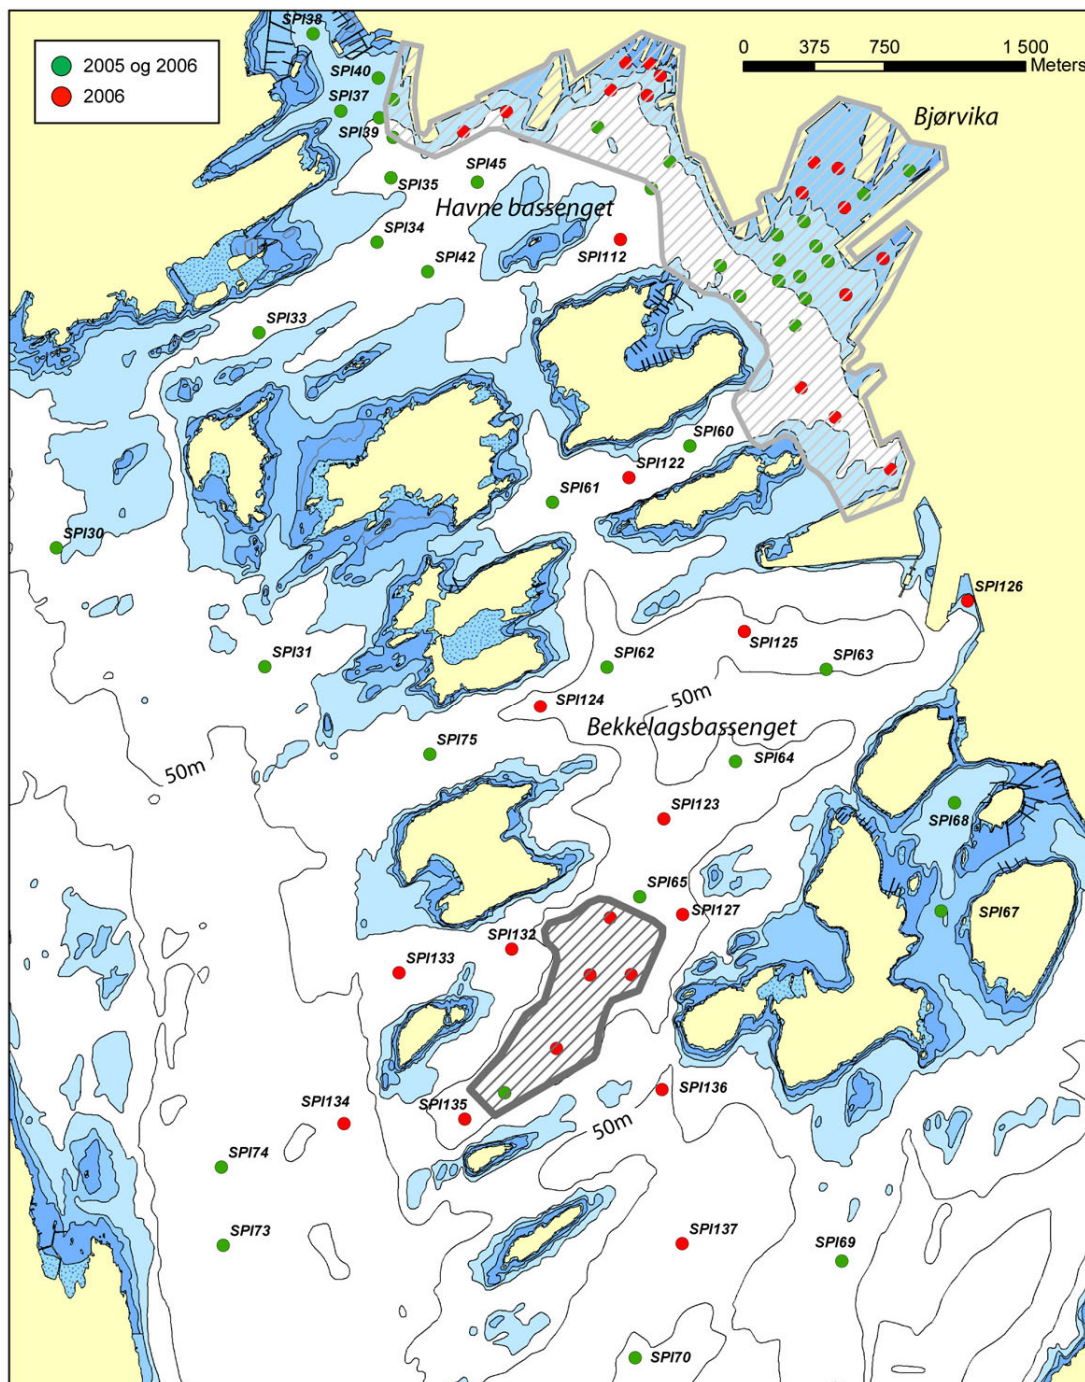 SPI38
2005 og 2006
2006
0 375 750 1 500
Meters
SPI40
SPI37
SPI39
Bjørvika
SPI45
SPI35
Havne bassenget
SPI34
SPI112
SPI42
SPI33
SPI60
SPI122
SPI61
SPI30
SPI126
SPI125
SPI31
SPI62
SPI63
50m
SPI124
Bekkelagsbassenget
SPI75
SPI64
50m
SPI123
SPI68
SPI65
SPI127
SPI67
SPI132
SPI133
SPI136
SPI135
SPI134
50m
SPI74
SPI73
SPI137
SPI69
SPI70